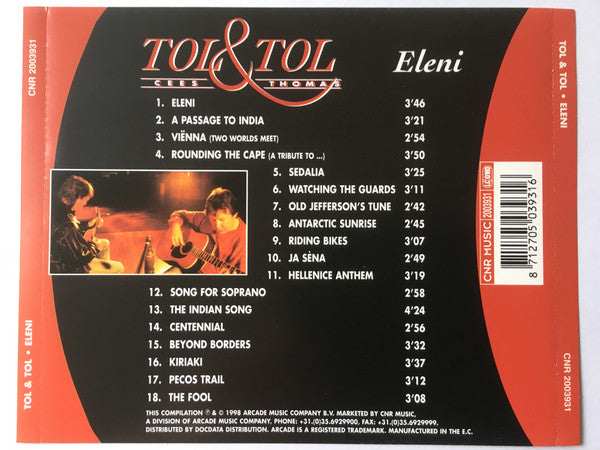 CNR 2003931
TOL & TOL • ELENI
TOL & TOL
CEES THOMAS
Eleni
1. ELENI 3'46
2. A PASSAGE TO INDIA 3'21
3. VIËNNA (TWO WORLDS MEET) 2'54
4. ROUNDING THE CAPE (A TRIBUTE TO ...) 3'50
5. SEDALIA 3'25
6. WATCHING THE GUARDS 3'11
7. OLD JEFFERSON'S TUNE 2'42
8. ANTARCTIC SUNRISE 2'45
9. RIDING BIKES 3'07
10. JA SÈNA 2'49
11. HELLENICE ANTHEM 3'19
12. SONG FOR SOPRANO 2'58
13. THE INDIAN SONG 4'24
14. CENTENNIAL 2'56
15. BEYOND BORDERS 3'32
16. KIRIAKI 3'37
17. PECOS TRAIL 3'12
18. THE FOOL 3'08
THIS COMPILATION ℗ & © 1998 ARCADE MUSIC COMPANY B.V. MARKETED BY CNR MUSIC,
A DIVISION OF ARCADE MUSIC COMPANY, PHONE: +31.(0)35.6929900, FAX: +31.(0)35.6929999.
DISTRIBUTED BY DOCDATA DISTRIBUTION. ARCADE IS A REGISTERED TRADEMARK. MANUFACTURED IN THE E.C.
CNR MUSIC 2003931
8 712705 039316
TOL & TOL • ELENI
CNR 2003931